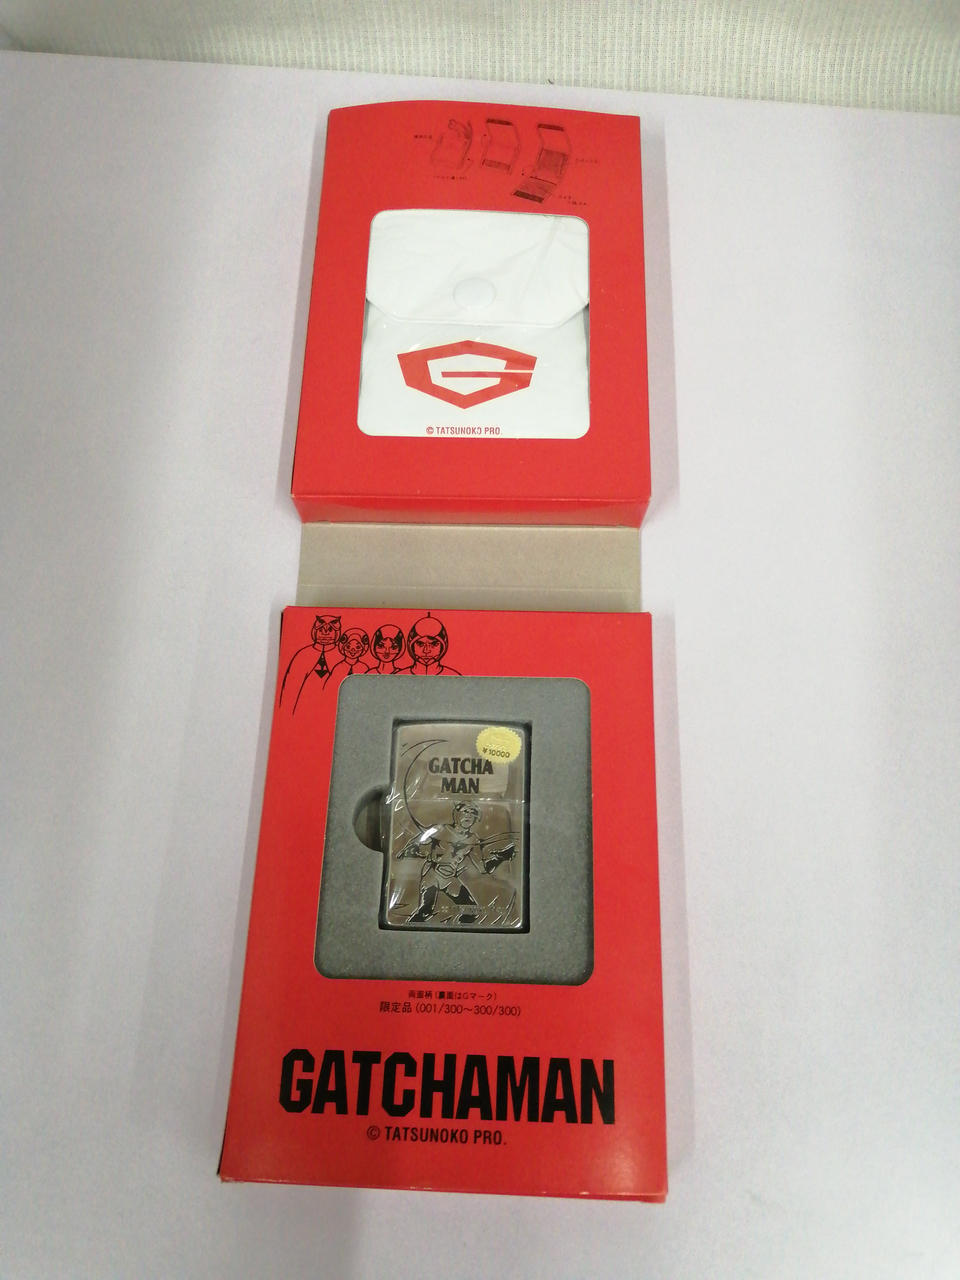 G
© TATSUNOKO PRO.
¥10000
GATCHA
MAN
両面柄(裏面はGマーク)
限定品(001/300〜300/300)
GATCHAMAN
© TATSUNOKO PRO.